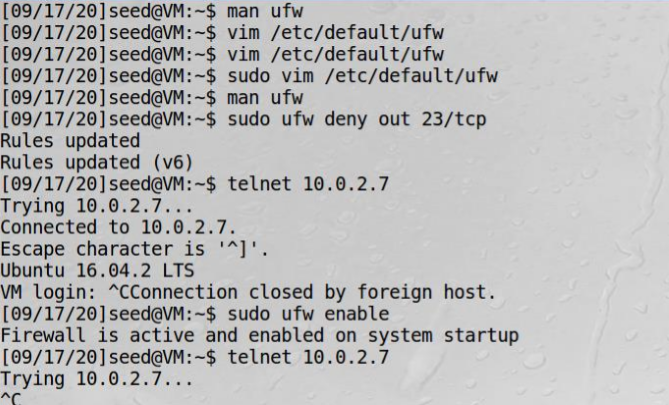 [09/17/20]seed@VM:~$ man ufw
[09/17/20]seed@VM:~$ vim /etc/default/ufw
[09/17/20]seed@VM:~$ vim /etc/default/ufw
[09/17/20]seed@VM:~$ sudo vim /etc/default/ufw
[09/17/20]seed@VM:~$ man ufw
[09/17/20]seed@VM:~$ sudo ufw deny out 23/tcp
Rules updated
Rules updated (v6)
[09/17/20]seed@VM:~$ telnet 10.0.2.7
Trying 10.0.2.7...
Connected to 10.0.2.7.
Escape character is '^]'.
Ubuntu 16.04.2 LTS
VM login: ^CConnection closed by foreign host.
[09/17/20]seed@VM:~$ sudo ufw enable
Firewall is active and enabled on system startup
[09/17/20]seed@VM:~$ telnet 10.0.2.7
Trying 10.0.2.7...
^C